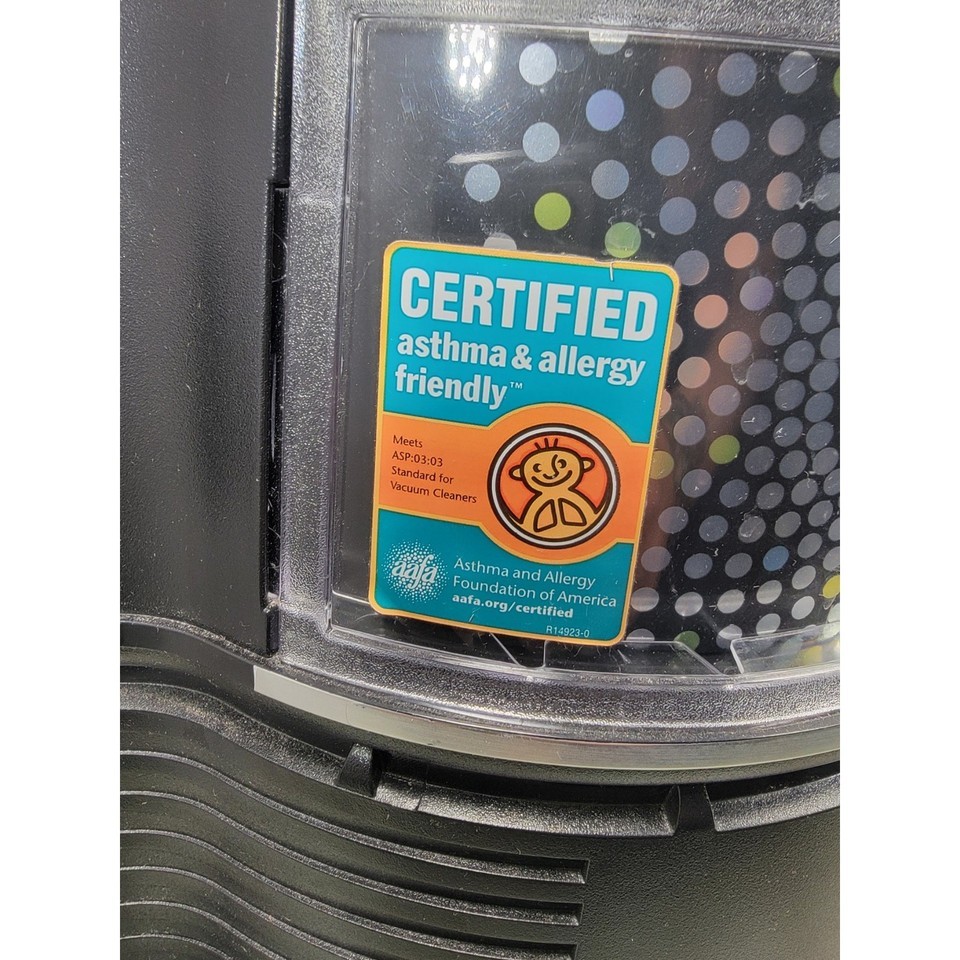 CERTIFIED
asthma & allergy
friendly™
Meets
ASP:03:03
Standard for
Vacuum Cleaners
aafa
Asthma and Allergy
Foundation of America
aafa.org/certified
R14923-0